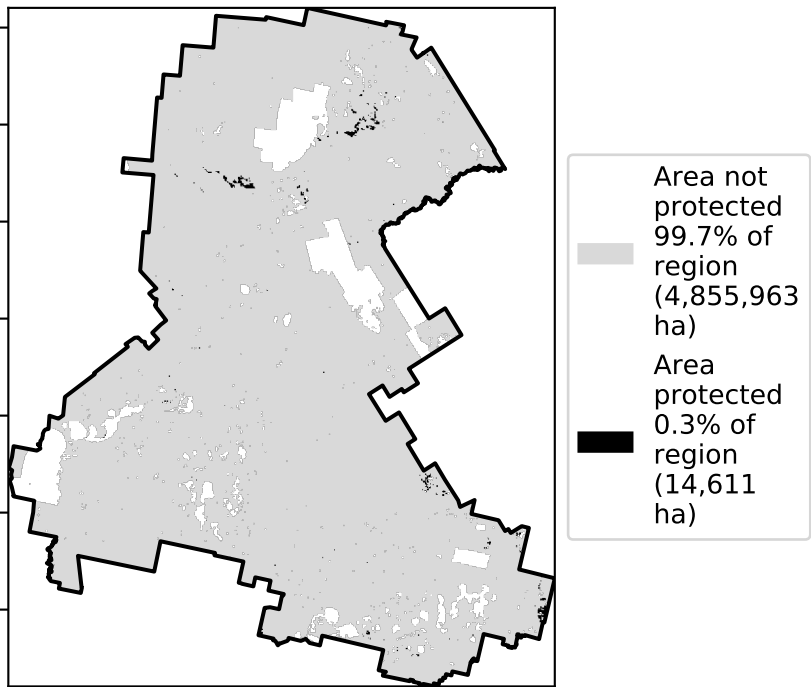 Area not
protected
99.7% of
region
(4,855,963
ha)
Area
protected
0.3% of
region
(14,611
ha)